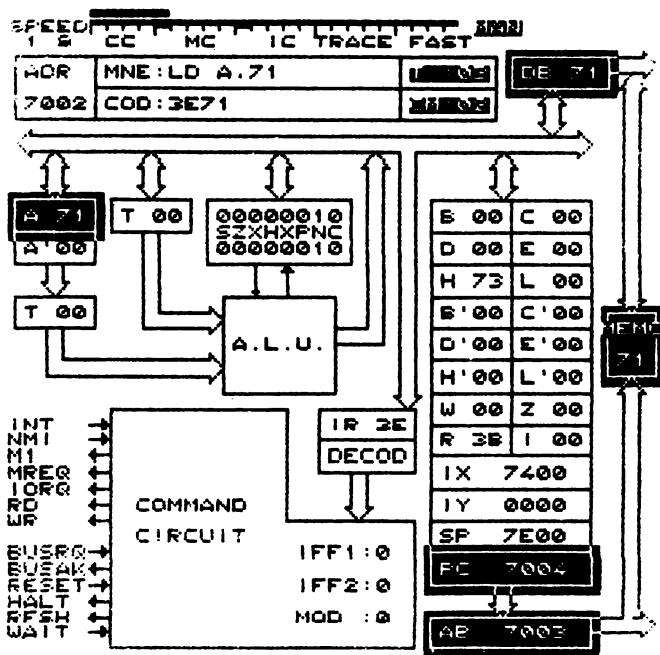 SPEED
1 8 CC MC IC TRACE FAST
ADR MNE:LD A.71
7002 COD:3E71
DB 71
A 71
A'00
T 00
00000010
SZXHXPNC
00000010
T 00
A.L.U.
B 00 C 00
D 00 E 00
H 73 L 00
B'00 C'00
D'00 E'00
H'00 L'00
W 00 Z 00
R 3B I 00
IX 7400
IY 0000
SP 7E00
PC 7004
AB 7003
MEMO
71
IR 3E
DECOD
INT
NMI
M1
MREQ
IORQ
RD
WR
BUSRQ
BUSAK
RESET
HALT
RFSH
WAIT
COMMAND
CIRCUIT
IFF1:0
IFF2:0
MOD :0